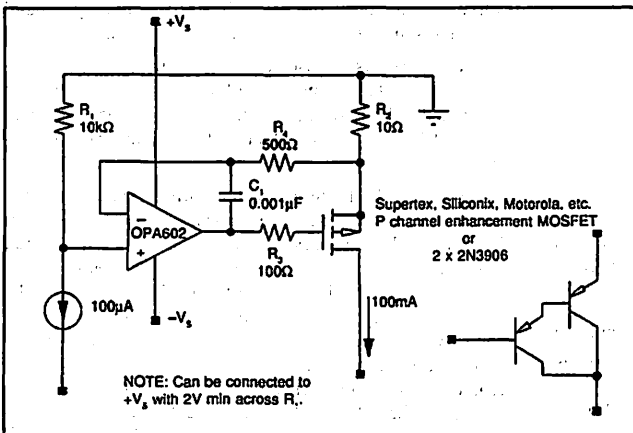 +Vs
R1
10kΩ
R4
500Ω
R2
10Ω
C1
0.001µF
−
OPA602
+
R3
100Ω
Supertex, Siliconix, Motorola, etc.
P channel enhancement MOSFET
or
2 x 2N3906
100µA
−Vs
100mA
NOTE: Can be connected to
+Vs with 2V min across R1.